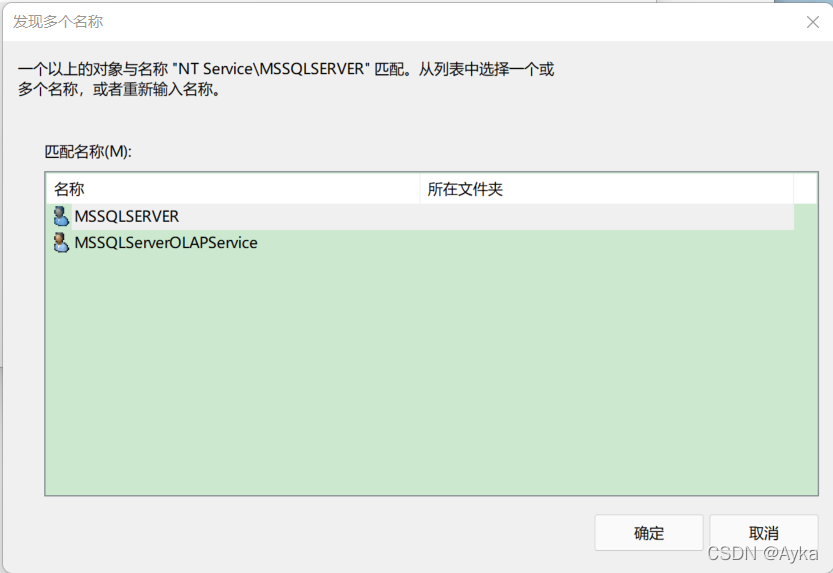 发现多个名称
一个以上的对象与名称 "NT Service\MSSQLSERVER" 匹配。从列表中选择一个或
多个名称，或者重新输入名称。
匹配名称(M):
名称 所在文件夹
MSSQLSERVER
MSSQLServerOLAPService
确定 取消
CSDN @Ayka